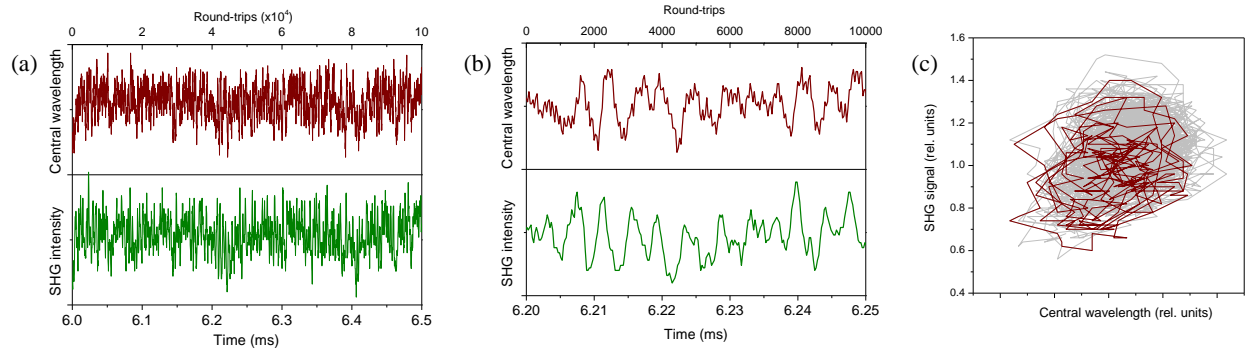 (a)
Round-trips (x10⁴)
0 2 4 6 8 10
Central wavelength
SHG intensity
6.0 6.1 6.2 6.3 6.4 6.5
Time (ms)
(b)
Round-trips
0 2000 4000 6000 8000 10000
Central wavelength
SHG intensity
6.20 6.21 6.22 6.23 6.24 6.25
Time (ms)
(c)
SHG signal (rel. units)
1.6
1.4
1.2
1.0
0.8
0.6
0.4
Central wavelength (rel. units)